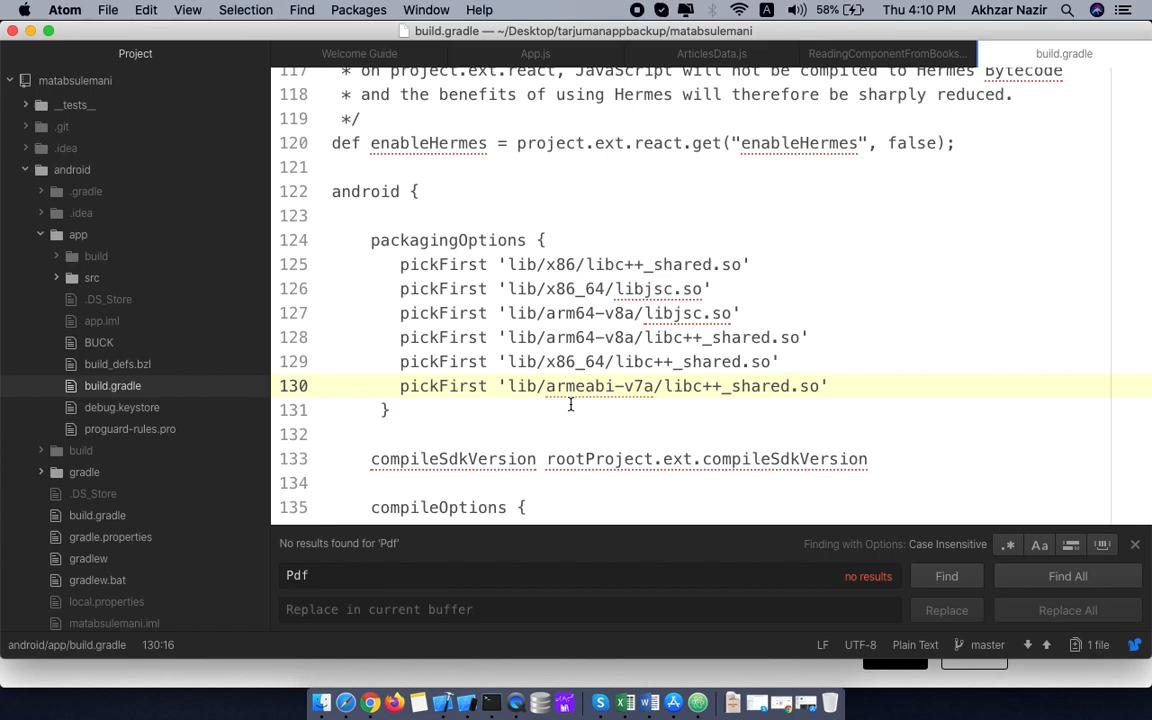 Atom File Edit View Selection Find Packages Window Help A 58% Thu 4:10 PM Akhzar Nazir
build.gradle — ~/Desktop/tarjumanappbackup/matabsulemani
Project Welcome Guide App.js ArticlesData.js ReadingComponentFromBooks... build.gradle
matabsulemani
__tests__
.git
.idea
android
.gradle
.idea
app
build
src
.DS_Store
app.iml
BUCK
build_defs.bzl
build.gradle
debug.keystore
proguard-rules.pro
build
gradle
.DS_Store
build.gradle
gradle.properties
gradlew
gradlew.bat
local.properties
matabsulemani.iml
117 * on project.ext.react, JavaScript will not be compiled to Hermes Bytecode
118 * and the benefits of using Hermes will therefore be sharply reduced.
119 */
120 def enableHermes = project.ext.react.get("enableHermes", false);
121
122 android {
123
124 packagingOptions {
125 pickFirst 'lib/x86/libc++_shared.so'
126 pickFirst 'lib/x86_64/libjsc.so'
127 pickFirst 'lib/arm64-v8a/libjsc.so'
128 pickFirst 'lib/arm64-v8a/libc++_shared.so'
129 pickFirst 'lib/x86_64/libc++_shared.so'
130 pickFirst 'lib/armeabi-v7a/libc++_shared.so'
131 }
132
133 compileSdkVersion rootProject.ext.compileSdkVersion
134
135 compileOptions {
No results found for 'Pdf' Finding with Options: Case Insensitive .* Aa
Pdf no results Find Find All
Replace in current buffer Replace Replace All
android/app/build.gradle 130:16 LF UTF-8 Plain Text master 1 file